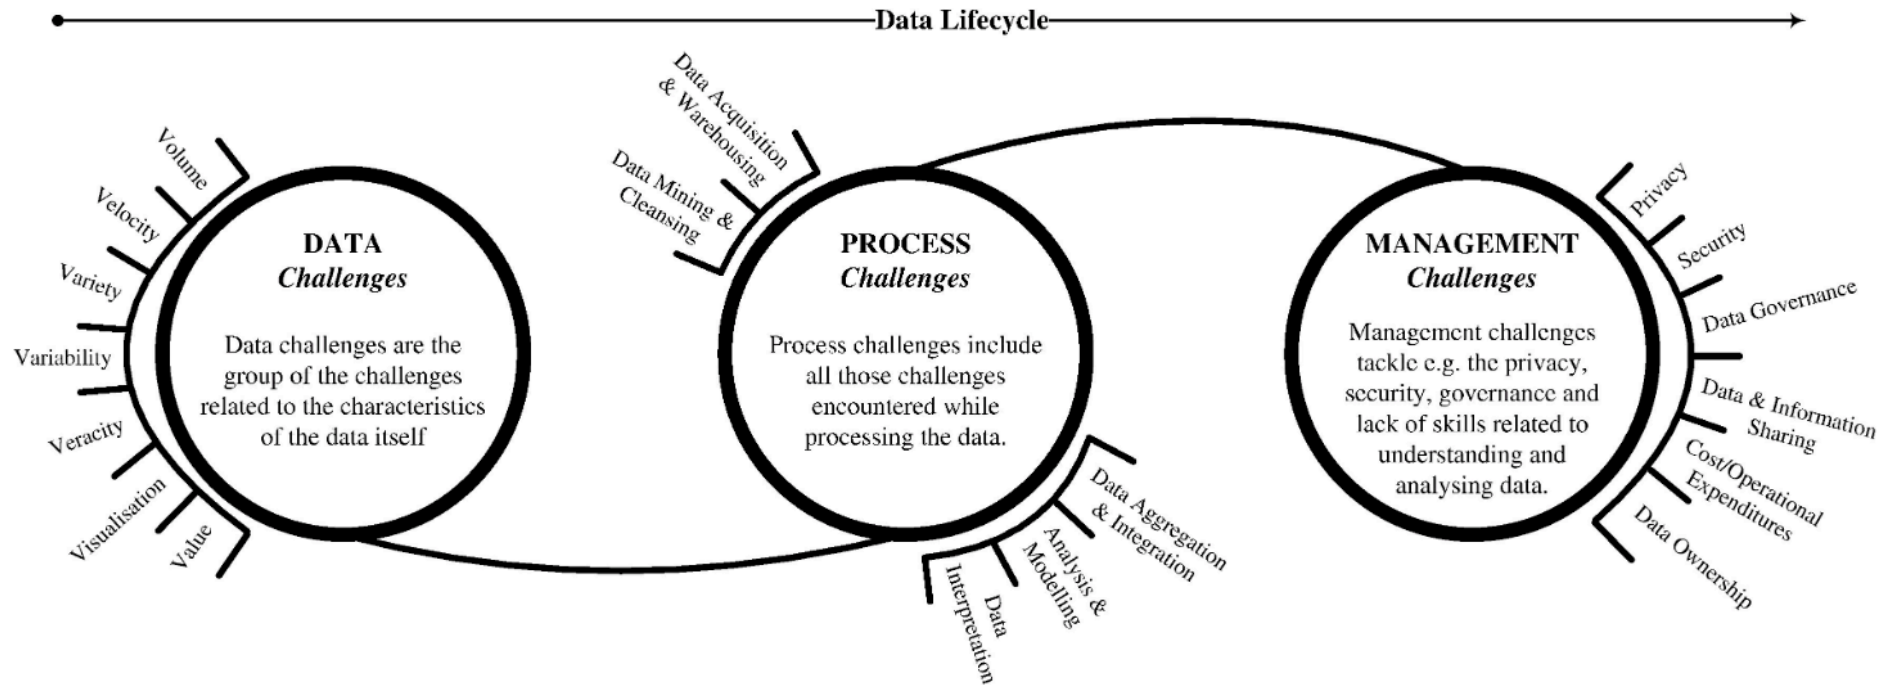 Data Lifecycle
Volume
Velocity
Variety
Variability
Veracity
Visualisation
Value
DATA
Challenges
Data challenges are the
group of the challenges
related to the characteristics
of the data itself
Data Acquisition
& Warehousing
Data Mining &
Cleansing
PROCESS
Challenges
Process challenges include
all those challenges
encountered while
processing the data.
Data Aggregation
& Integration
Analysis &
Modelling
Data
Interpretation
MANAGEMENT
Challenges
Management challenges
tackle e.g. the privacy,
security, governance and
lack of skills related to
understanding and
analysing data.
Privacy
Security
Data Governance
Data & Information
Sharing
Cost/Operational
Expenditures
Data Ownership